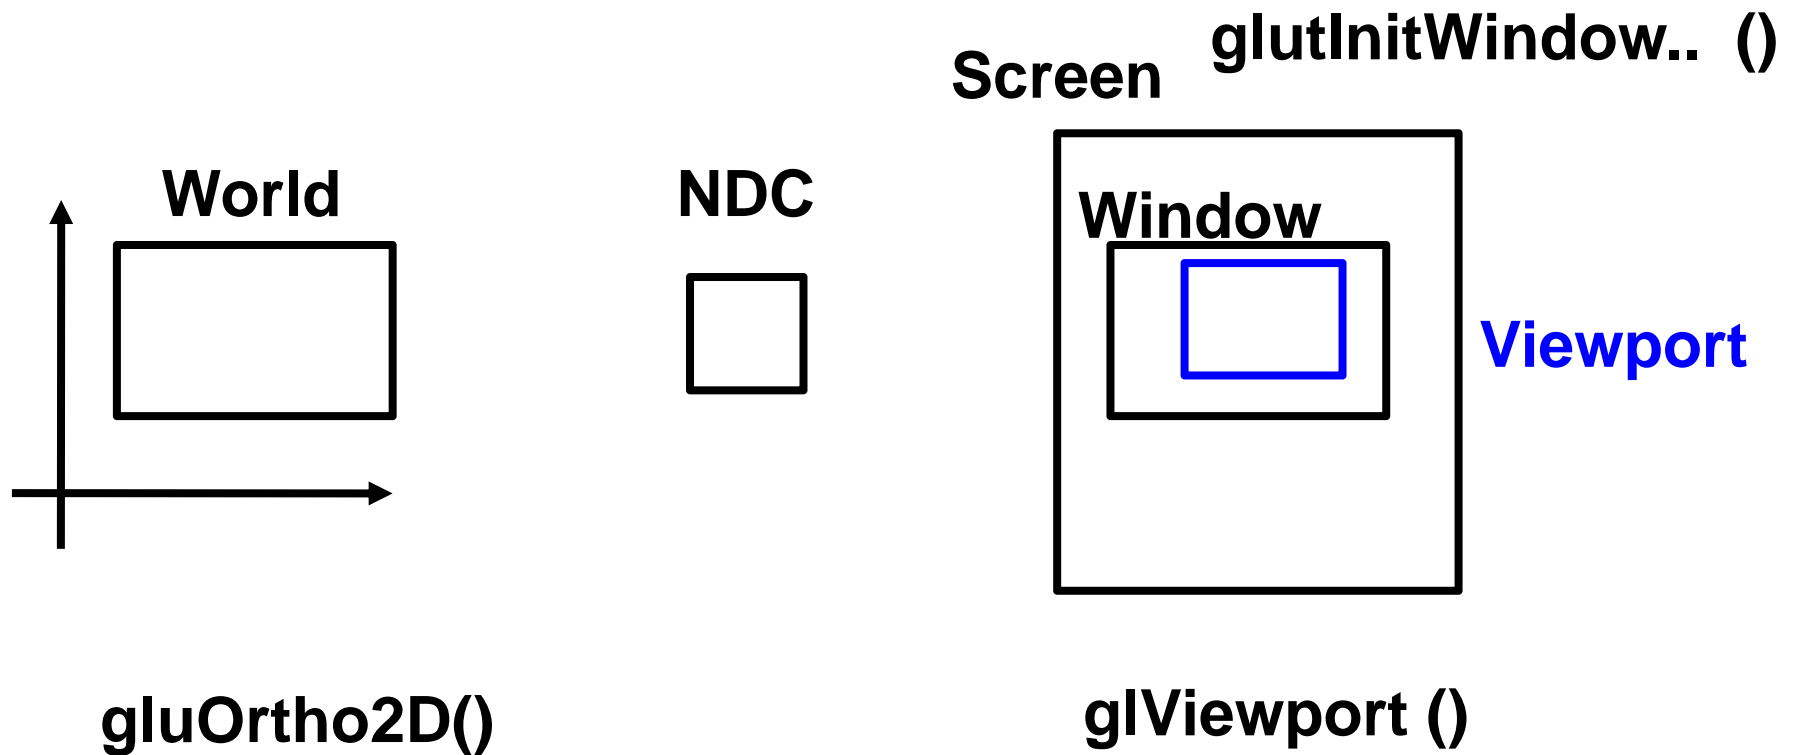 glutInitWindow.. ()
Screen
World
NDC
Window
Viewport
gluOrtho2D()
glViewport ()